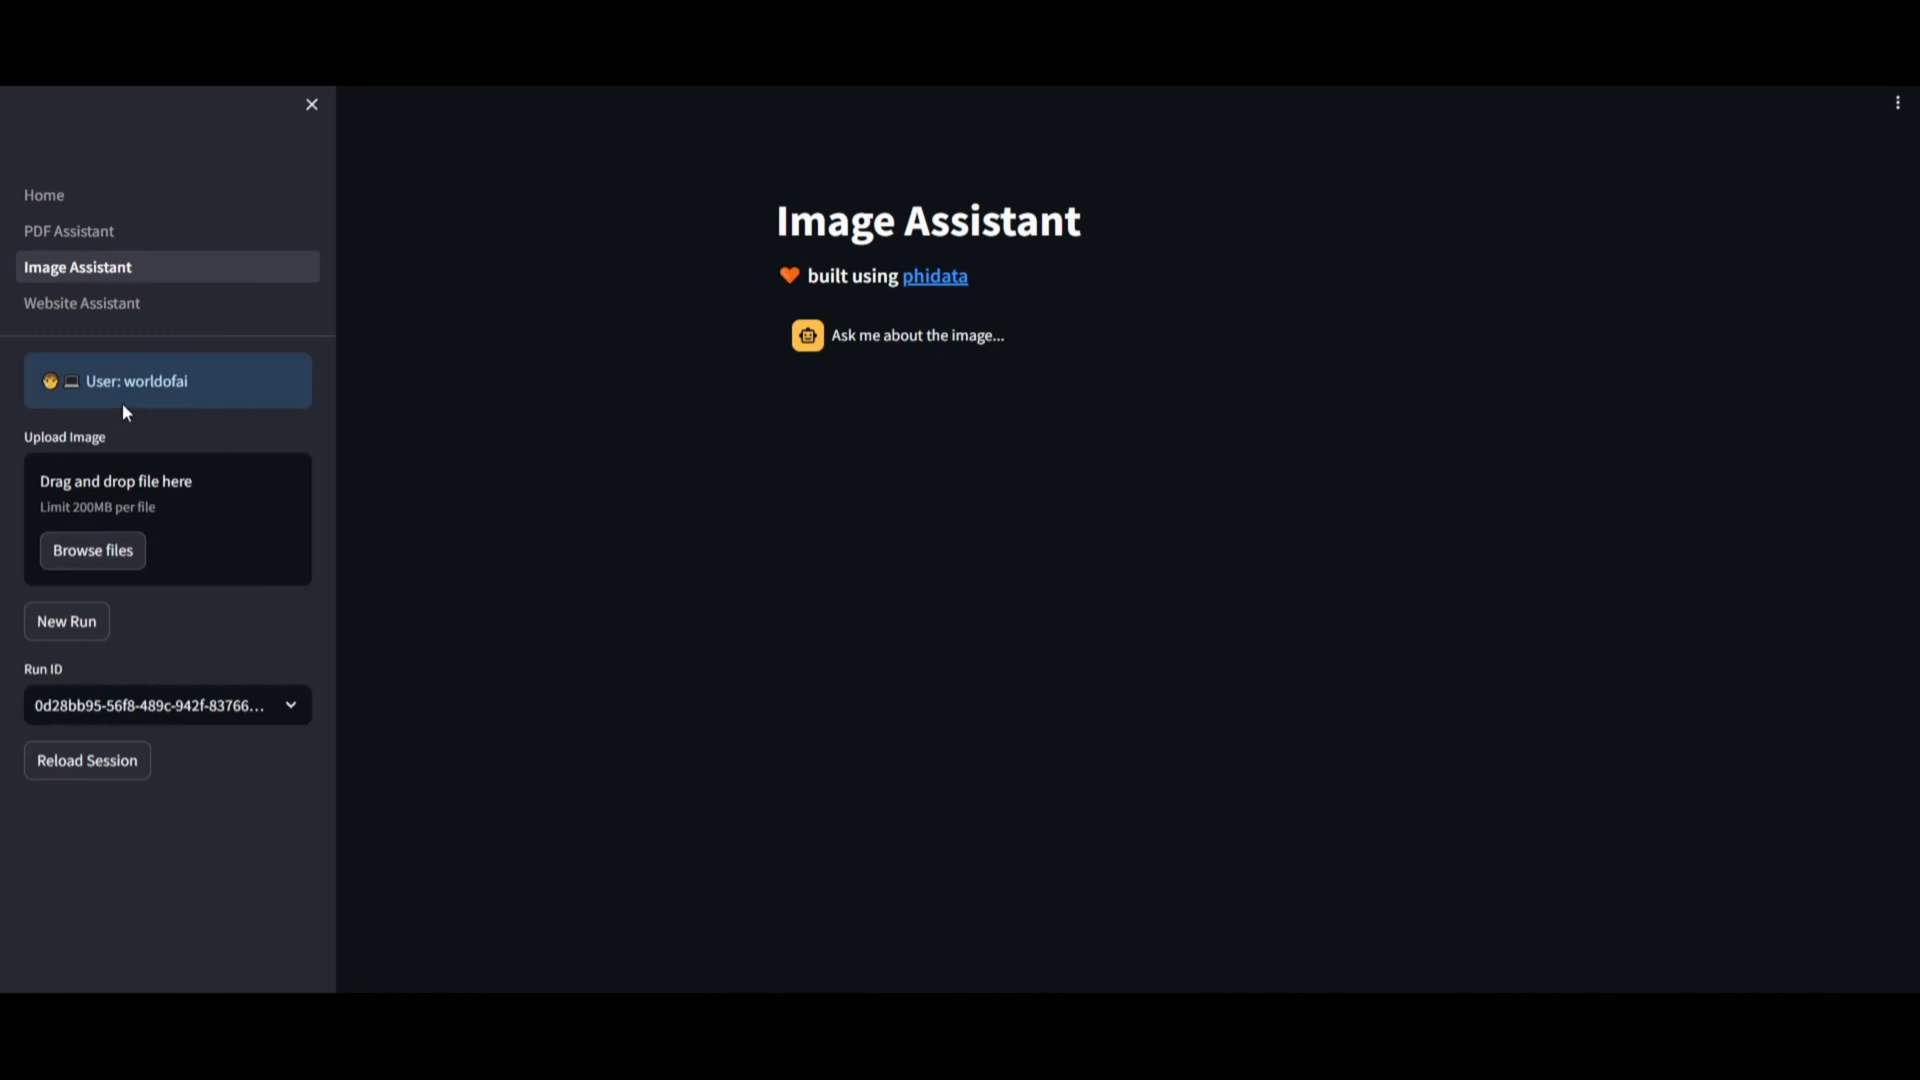 Home
PDF Assistant
Image Assistant
Website Assistant
User: worldofai
Upload Image
Drag and drop file here
Limit 200MB per file
Browse files
New Run
Run ID
0d28bb95-56f8-489c-942f-83766...
Reload Session
Image Assistant
built using phidata
Ask me about the image...